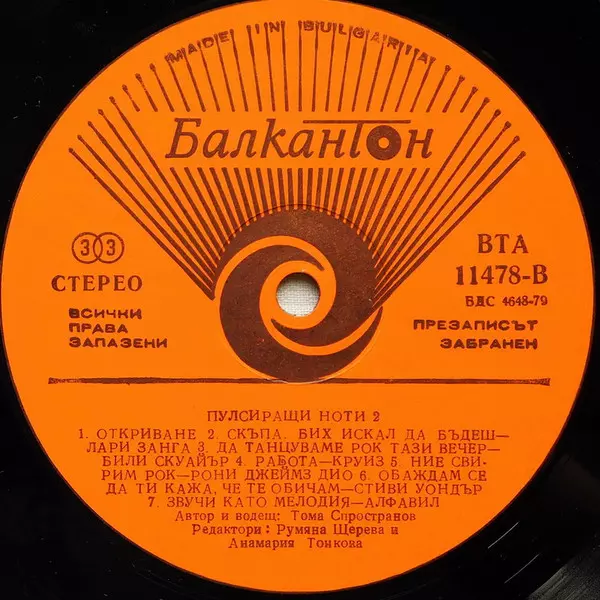 MADE IN BULGARIA
Балкантон
33
СТЕРЕО
ВСИЧКИ
ПРАВА
ЗАПАЗЕНИ
ВТА
11478-В
БДС 4648-79
ПРЕЗАПИСЪТ
ЗАБРАНЕН
ПУЛСИРАЩИ НОТИ 2
1. ОТКРИВАНЕ 2. СКЪПА, БИХ ИСКАЛ ДА БЪДЕШ—
ЛАРИ ЗАНГА 3. ДА ТАНЦУВАМЕ РОК ТАЗИ ВЕЧЕР—
БИЛИ СКУАЙЪР 4. РАБОТА—КРУИЗ 5. НИЕ СВИ-
РИМ РОК—РОНИ ДЖЕЙМЗ ДИО 6. ОБАЖДАМ СЕ
ДА ТИ КАЖА, ЧЕ ТЕ ОБИЧАМ—СТИВИ УОНДЪР
7. ЗВУЧИ КАТО МЕЛОДИЯ—АЛФАВИЛ
Автор и водещ: Тома Спространов
Редактори: Румяна Щерева и
Анамария Тонкова